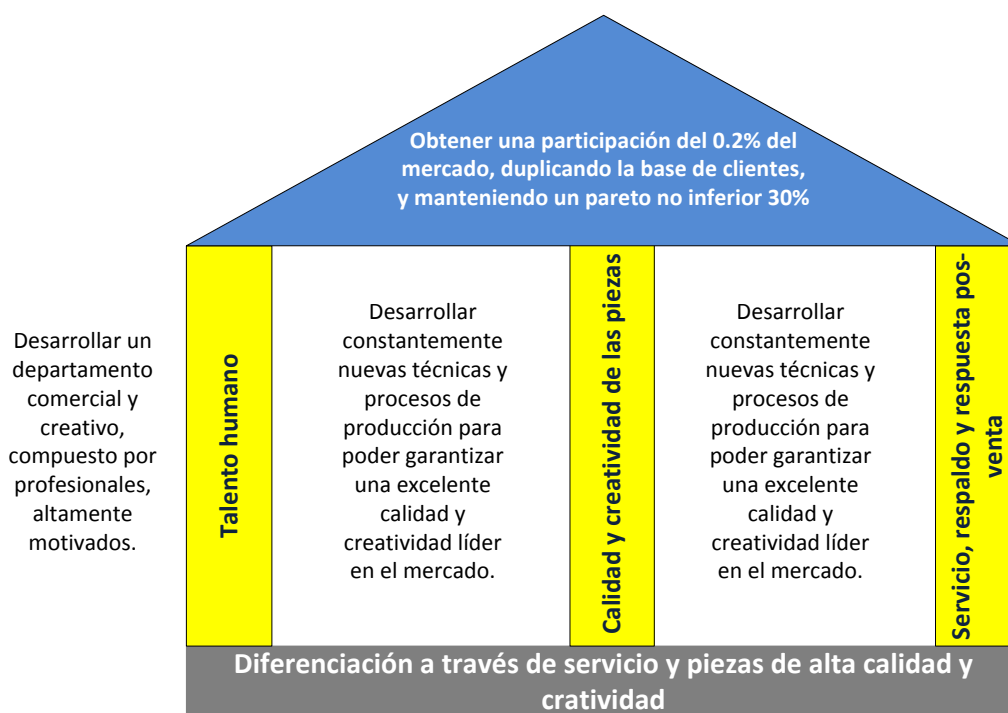 Obtener una participación del 0.2% del
mercado, duplicando la base de clientes,
y manteniendo un pareto no inferior 30%
Desarrollar un
departamento
comercial y
creativo,
compuesto por
profesionales,
altamente
motivados.
Talento humano
Desarrollar
constantemente
nuevas técnicas y
procesos de
producción para
poder garantizar
una excelente
calidad y
creatividad líder
en el mercado.
Calidad y creatividad de las piezas
Desarrollar
constantemente
nuevas técnicas y
procesos de
producción para
poder garantizar
una excelente
calidad y
creatividad líder
en el mercado.
Servicio, respaldo y respuesta pos-
venta
Diferenciación a través de servicio y piezas de alta calidad y
cratividad